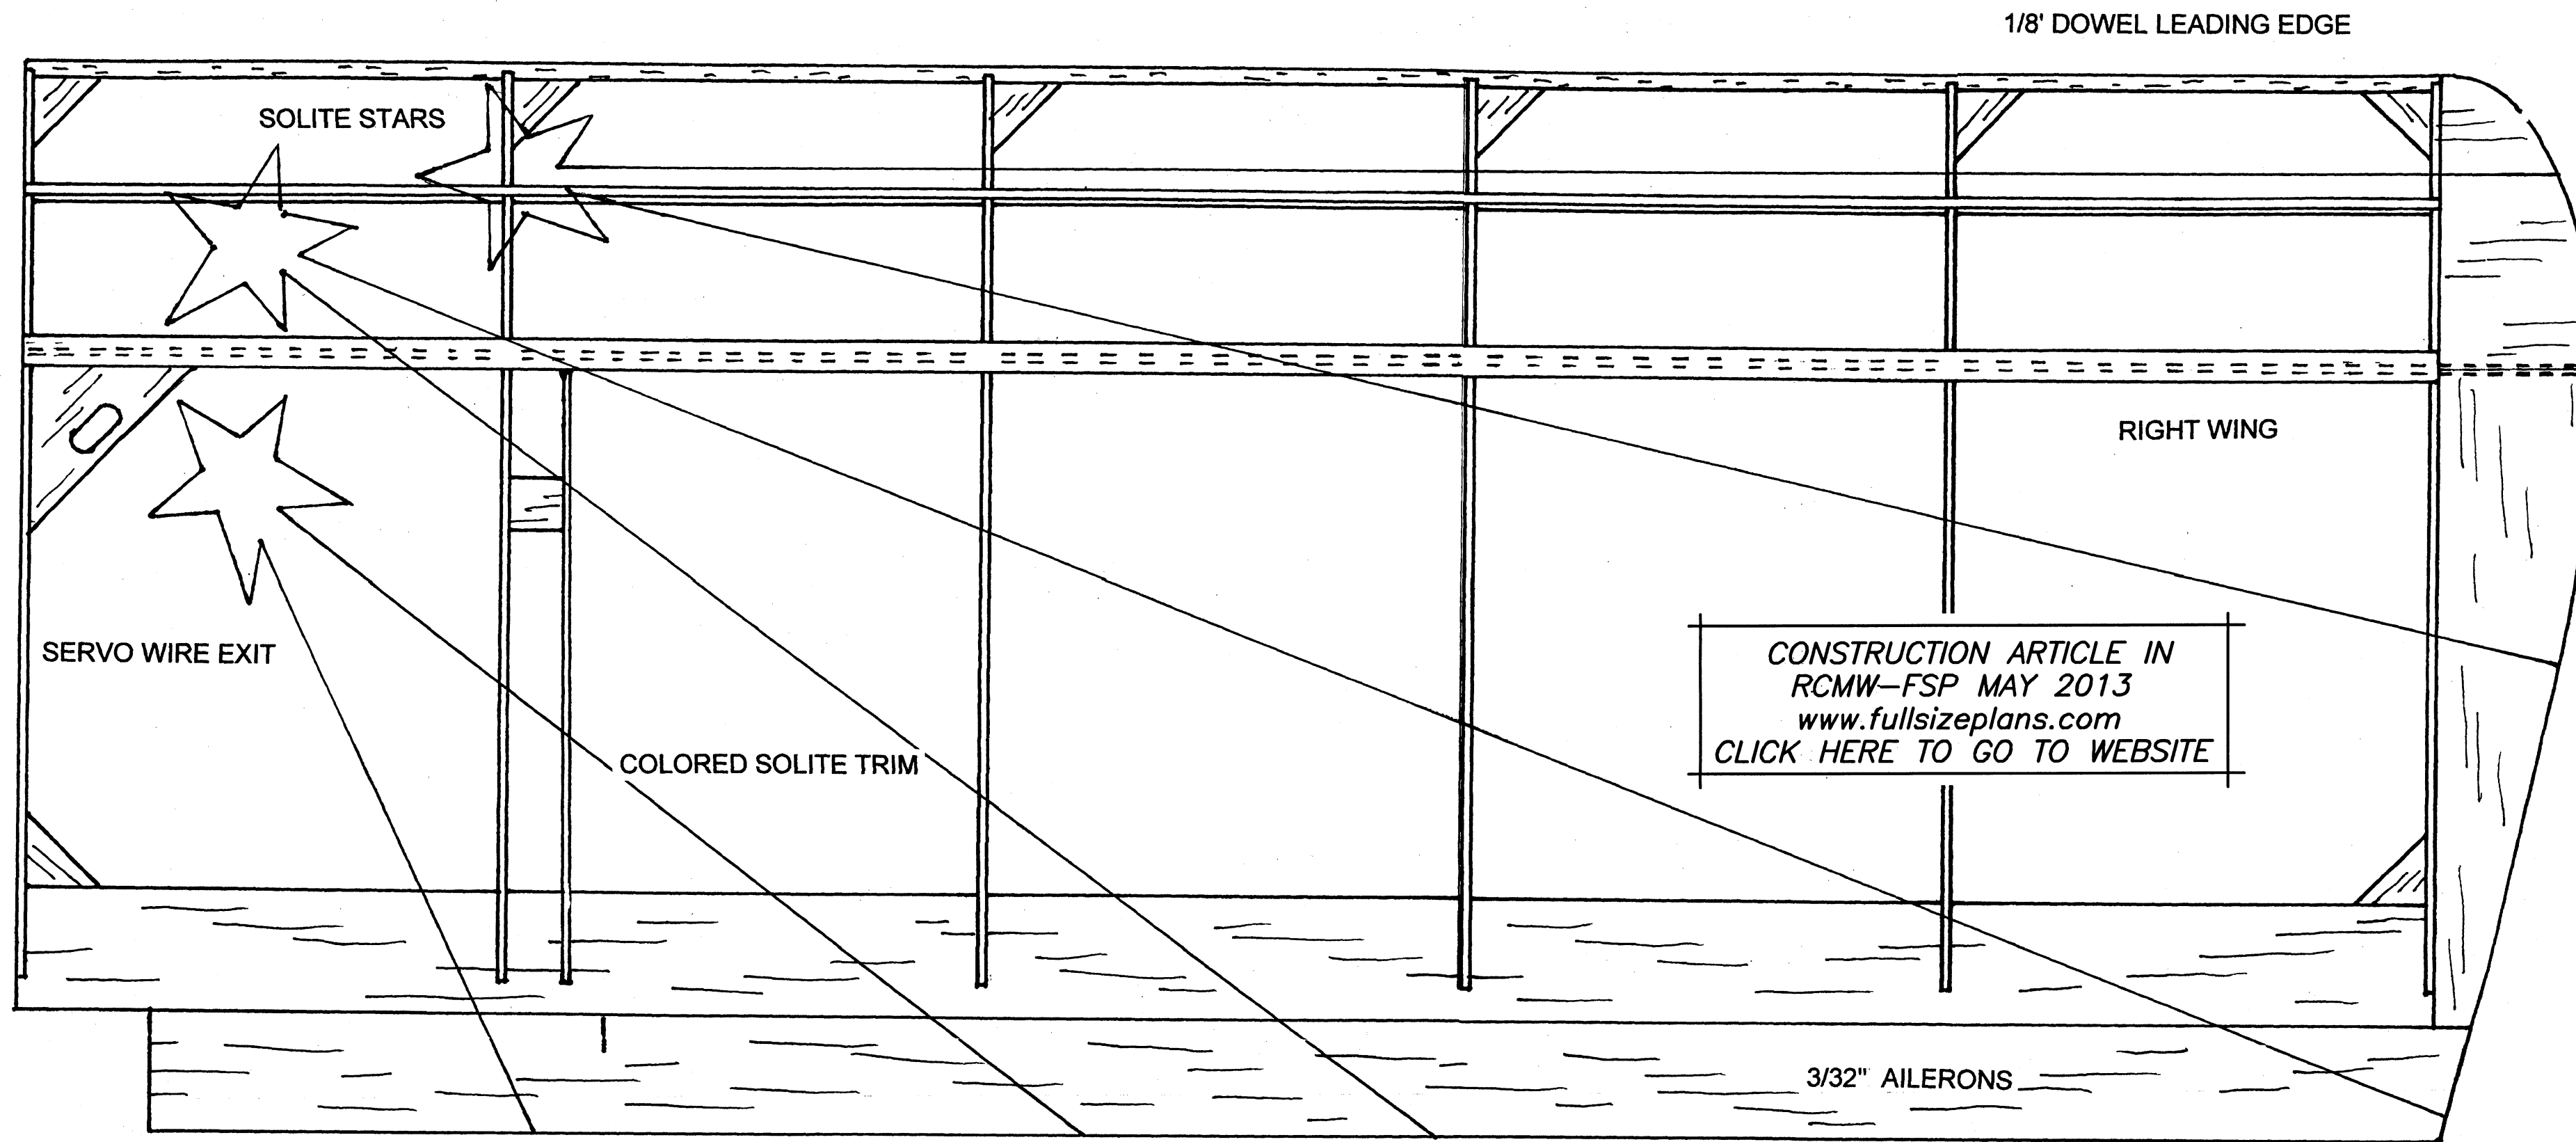 1/8' DOWEL LEADING EDGE
SOLITE STARS
RIGHT WING
SERVO WIRE EXIT
COLORED SOLITE TRIM
CONSTRUCTION ARTICLE IN
RCMW-FSP MAY 2013
www.fullsizeplans.com
CLICK HERE TO GO TO WEBSITE
3/32" AILERONS